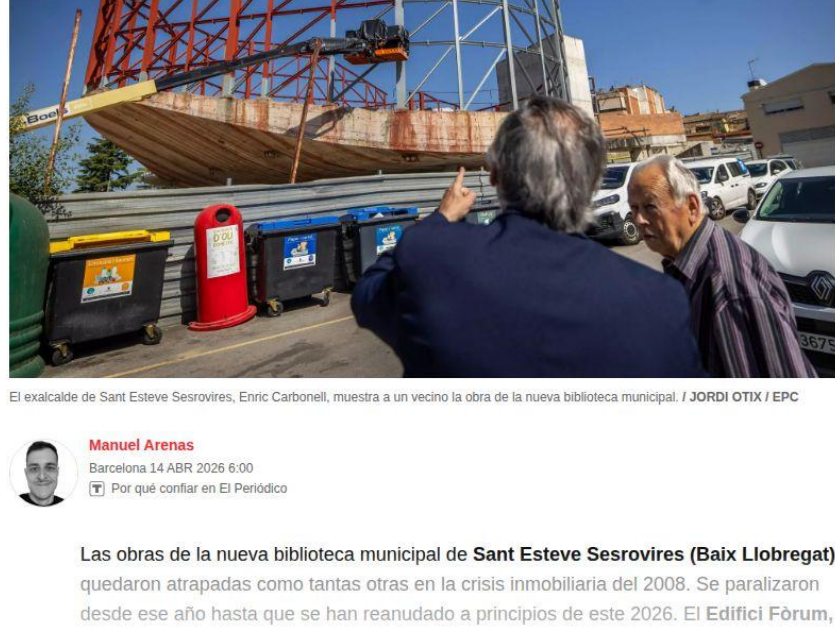 Boels
D'OLI
El exalcalde de Sant Esteve Sesrovires, Enric Carbonell, muestra a un vecino la obra de la nueva biblioteca municipal. / JORDI OTIX / EPC
Manuel Arenas
Barcelona 14 ABR 2026 6:00
T Por qué confiar en El Periódico
Las obras de la nueva biblioteca municipal de Sant Esteve Sesrovires (Baix Llobregat)
quedaron atrapadas como tantas otras en la crisis inmobiliaria del 2008. Se paralizaron
desde ese año hasta que se han reanudado a principios de este 2026. El Edifici Fòrum,